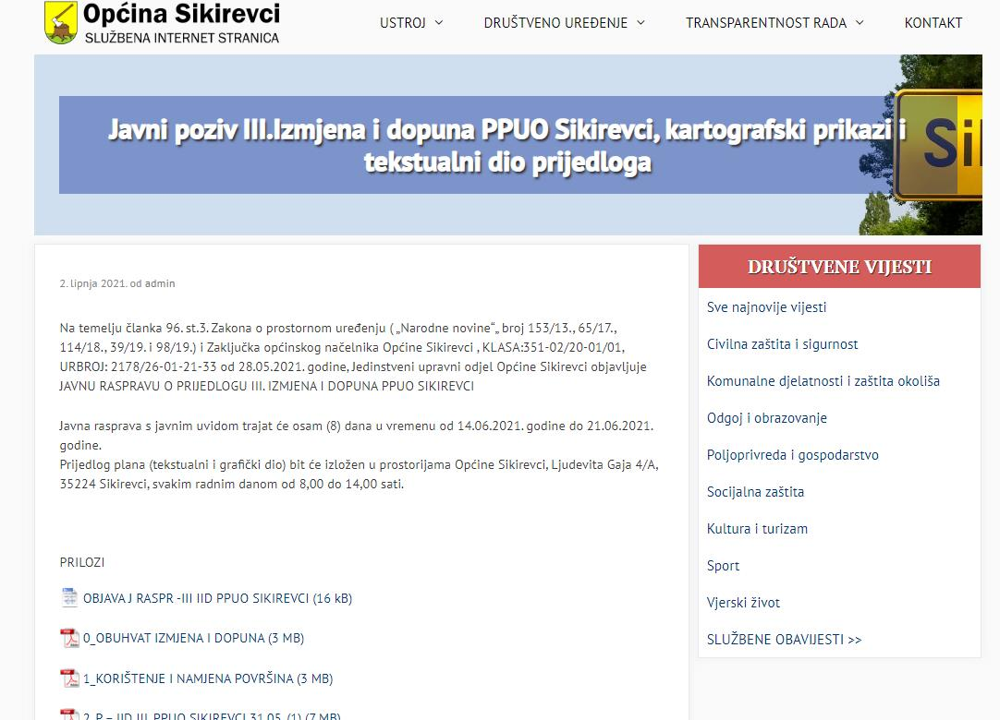 Općina Sikirevci
SLUŽBENA INTERNET STRANICA
USTROJ
DRUŠTVENO UREĐENJE
TRANSPARENTNOST RADA
KONTAKT
Javni poziv III.Izmjena i dopuna PPUO Sikirevci, kartografski prikazi i
tekstualni dio prijedloga
Si
2. lipnja 2021. od admin
Na temelju članka 96. st.3. Zakona o prostornom uređenju ( „Narodne novine“„ broj 153/13., 65/17.,
114/18., 39/19. i 98/19.) i Zaključka općinskog načelnika Općine Sikirevci , KLASA:351-02/20-01/01,
URBROJ: 2178/26-01-21-33 od 28.05.2021. godine, Jedinstveni upravni odjel Općine Sikirevci objavljuje
JAVNU RASPRAVU O PRIJEDLOGU III. IZMJENA I DOPUNA PPUO SIKIREVCI
Javna rasprava s javnim uvidom trajat će osam (8) dana u vremenu od 14.06.2021. godine do 21.06.2021.
godine.
Prijedlog plana (tekstualni i grafički dio) bit će izložen u prostorijama Općine Sikirevci, Ljudevita Gaja 4/A,
35224 Sikirevci, svakim radnim danom od 8,00 do 14,00 sati.
PRILOZI
OBJAVA J RASPR -III IID PPUO SIKIREVCI (16 kB)
0_OBUHVAT IZMJENA I DOPUNA (3 MB)
1_KORIŠTENJE I NAMJENA POVRŠINA (3 MB)
2_P – IID III. PPUO SIKIREVCI 31.05. (1) (7 MB)
DRUŠTVENE VIJESTI
Sve najnovije vijesti
Civilna zaštita i sigurnost
Komunalne djelatnosti i zaštita okoliša
Odgoj i obrazovanje
Poljoprivreda i gospodarstvo
Socijalna zaštita
Kultura i turizam
Sport
Vjerski život
SLUŽBENE OBAVIJESTI >>